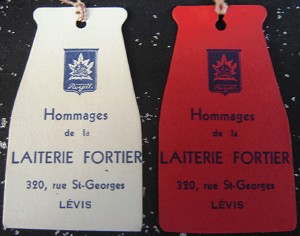 Hommages
de la
LAITERIE FORTIER
320, rue St-Georges
LÉVIS
Hommages
de la
LAITERIE FORTIER
320, rue St-Georges
LÉVIS